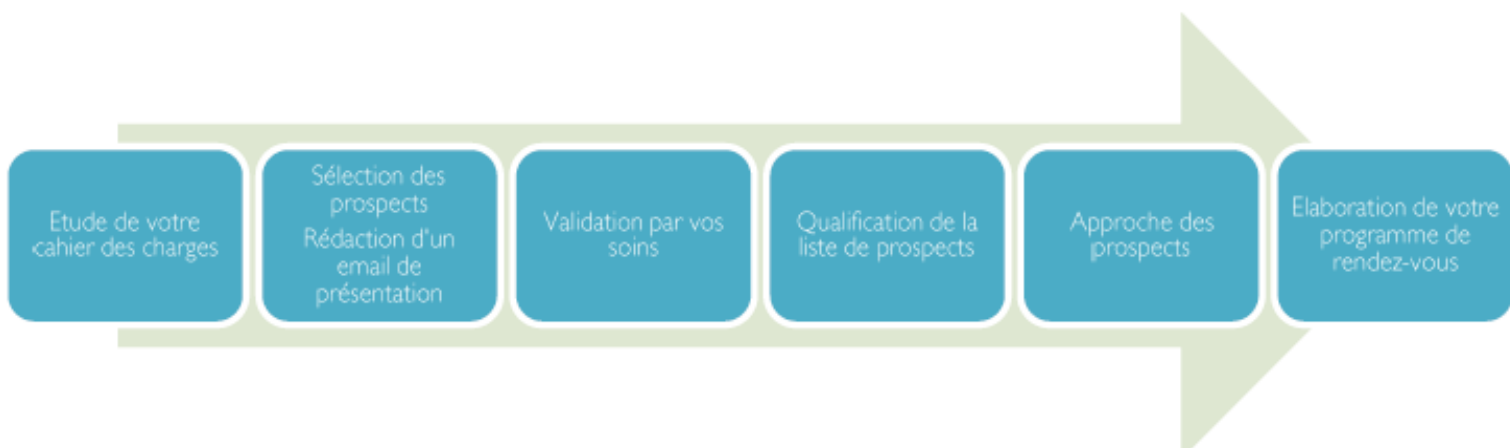 Etude de votre
cahier des charges
Sélection des
prospects
Rédaction d'un
email de
présentation
Validation par vos
soins
Qualification de la
liste de prospects
Approche des
prospects
Elaboration de votre
programme de
rendez-vous